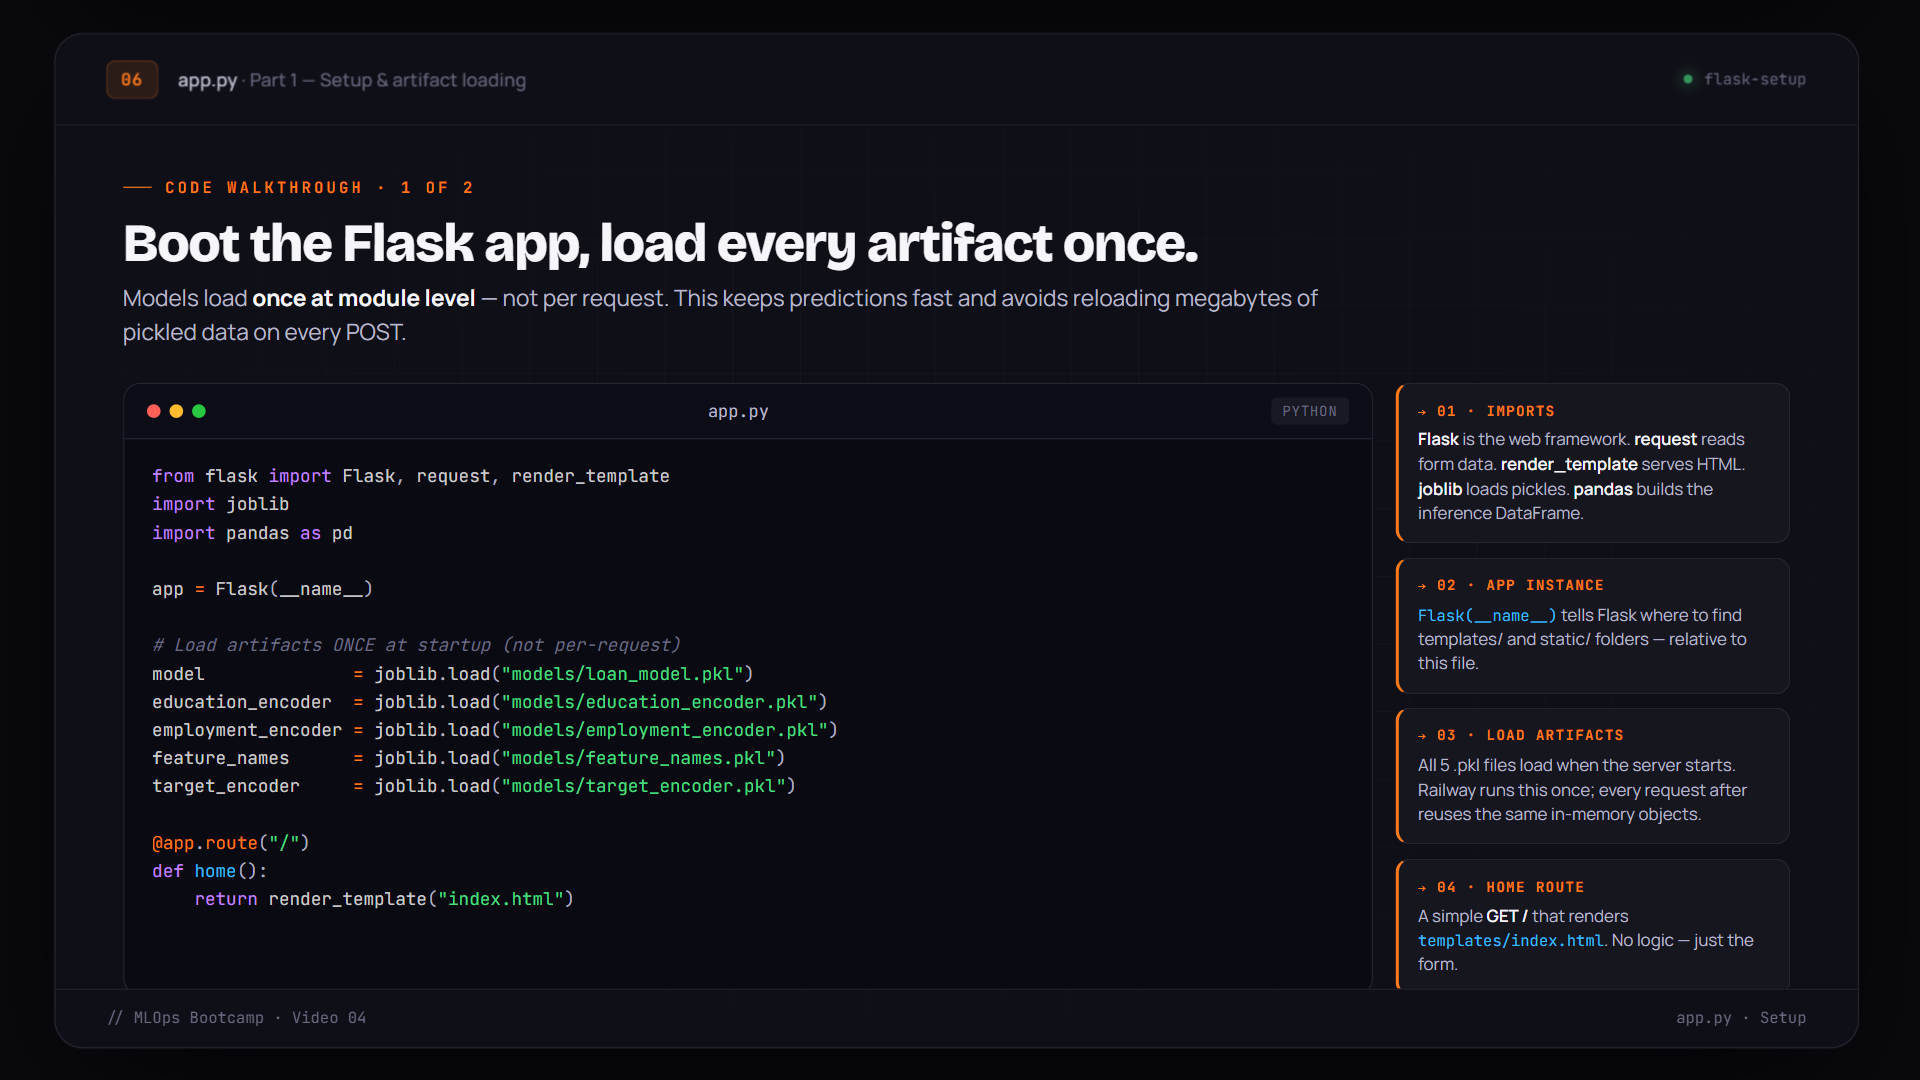 06 app.py · Part 1 — Setup & artifact loading
flask-setup
CODE WALKTHROUGH · 1 OF 2
Boot the Flask app, load every artifact once.
Models load once at module level — not per request. This keeps predictions fast and avoids reloading megabytes of
pickled data on every POST.
app.py
PYTHON
from flask import Flask, request, render_template
import joblib
import pandas as pd
app = Flask(__name__)
# Load artifacts ONCE at startup (not per-request)
model = joblib.load("models/loan_model.pkl")
education_encoder = joblib.load("models/education_encoder.pkl")
employment_encoder = joblib.load("models/employment_encoder.pkl")
feature_names = joblib.load("models/feature_names.pkl")
target_encoder = joblib.load("models/target_encoder.pkl")
@app.route("/")
def home():
    return render_template("index.html")
→ 01 · IMPORTS
Flask is the web framework. request reads
form data. render_template serves HTML.
joblib loads pickles. pandas builds the
inference DataFrame.
→ 02 · APP INSTANCE
Flask(__name__) tells Flask where to find
templates/ and static/ folders — relative to
this file.
→ 03 · LOAD ARTIFACTS
All 5 .pkl files load when the server starts.
Railway runs this once; every request after
reuses the same in-memory objects.
→ 04 · HOME ROUTE
A simple GET / that renders
templates/index.html. No logic — just the
form.
// MLOps Bootcamp · Video 04
app.py · Setup